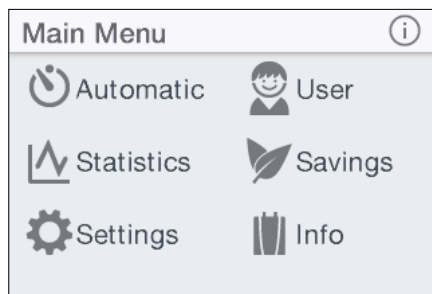 Main Menu
Automatic User
Statistics Savings
Settings Info